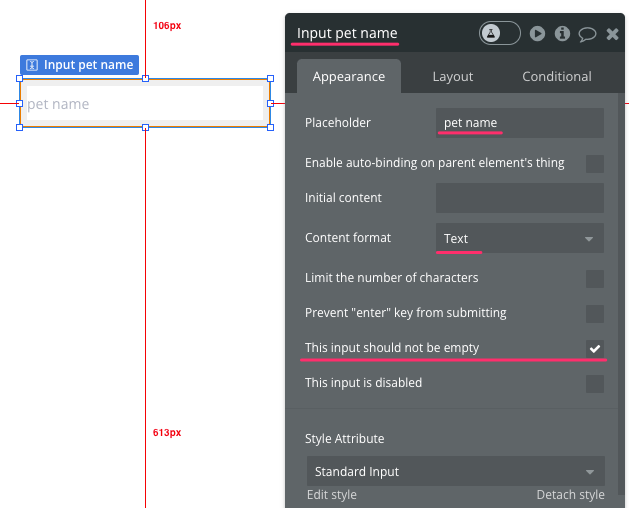 106px
Input pet name
pet name
613px
Input pet name
Appearance Layout Conditional
Placeholder pet name
Enable auto-binding on parent element's thing
Initial content
Content format Text
Limit the number of characters
Prevent "enter" key from submitting
This input should not be empty
This input is disabled
Style Attribute
Standard Input
Edit style Detach style